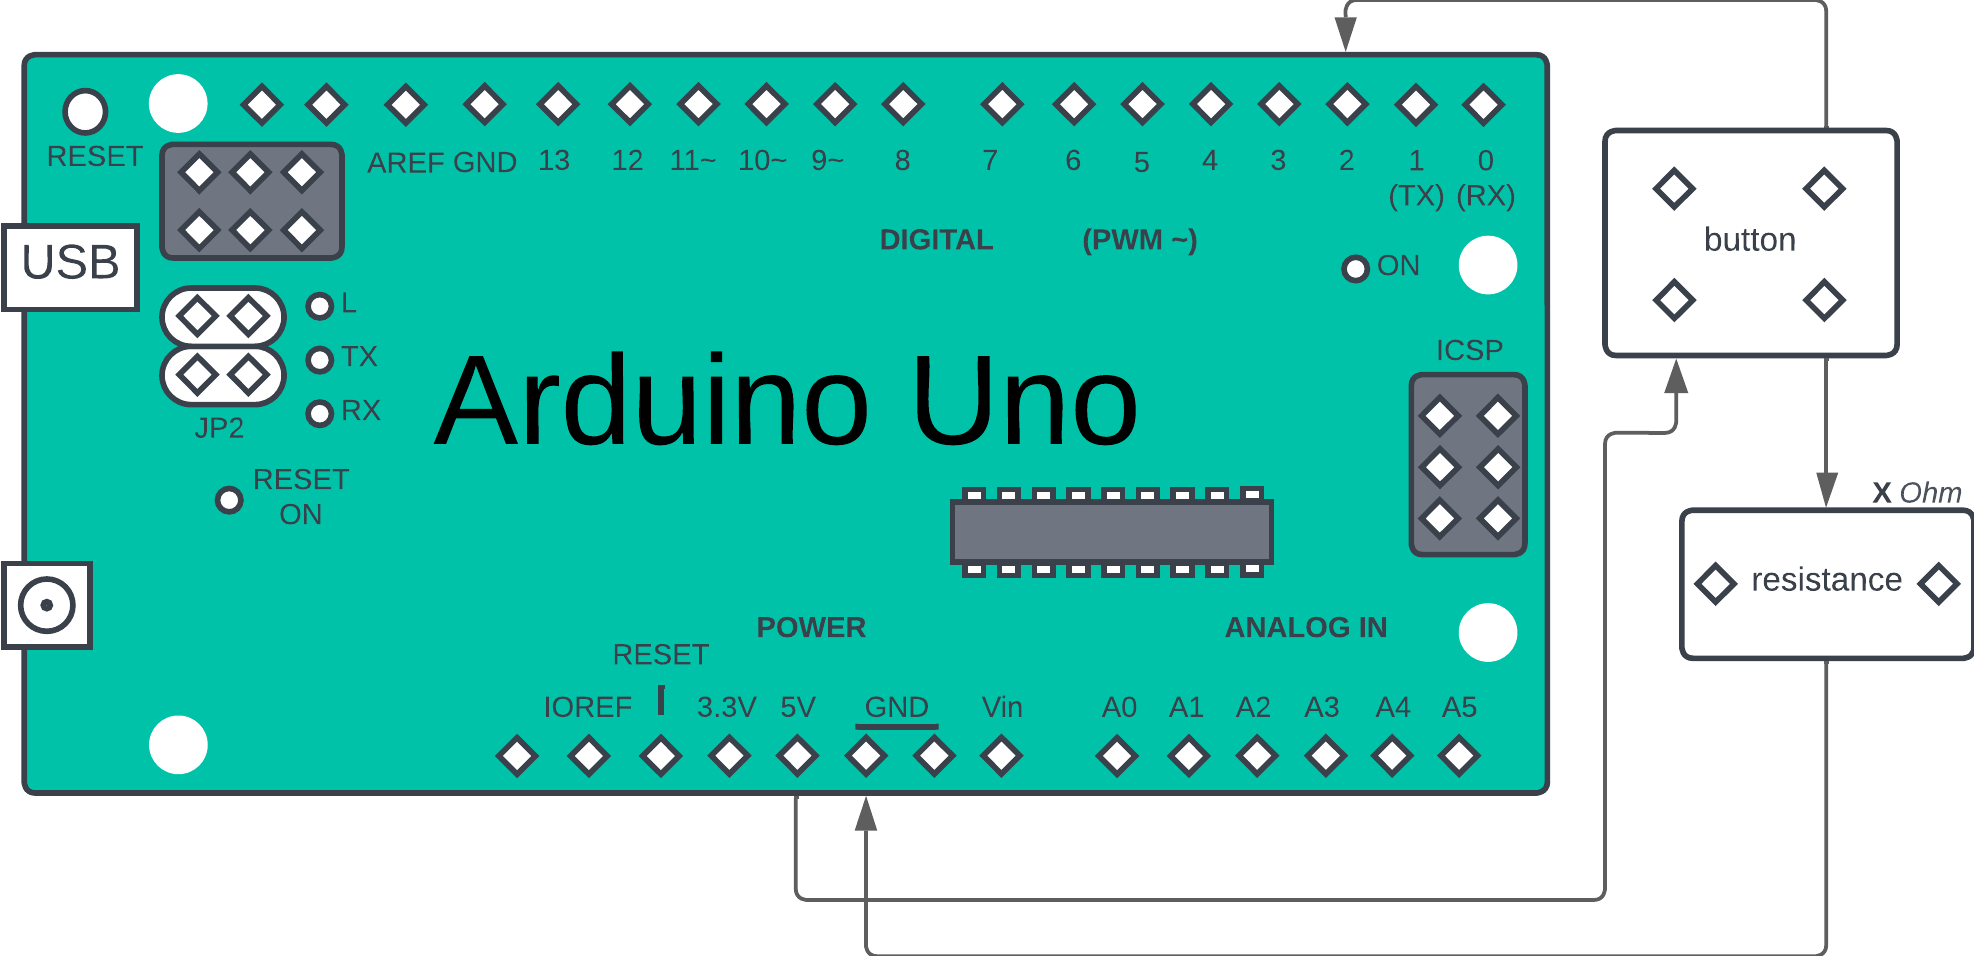 RESET
AREF GND 13 12 11~ 10~ 9~ 8 7 6 5 4 3 2 1 0
(TX) (RX)
DIGITAL (PWM ~)
USB
ON
button
L
TX
RX
JP2
Arduino Uno
ICSP
RESET
ON
X Ohm
resistance
POWER
ANALOG IN
RESET
IOREF 3.3V 5V GND Vin A0 A1 A2 A3 A4 A5